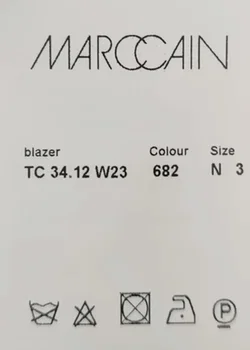 MARCCAIN
blazer Colour Size
TC 34.12 W23 682 N 3
P